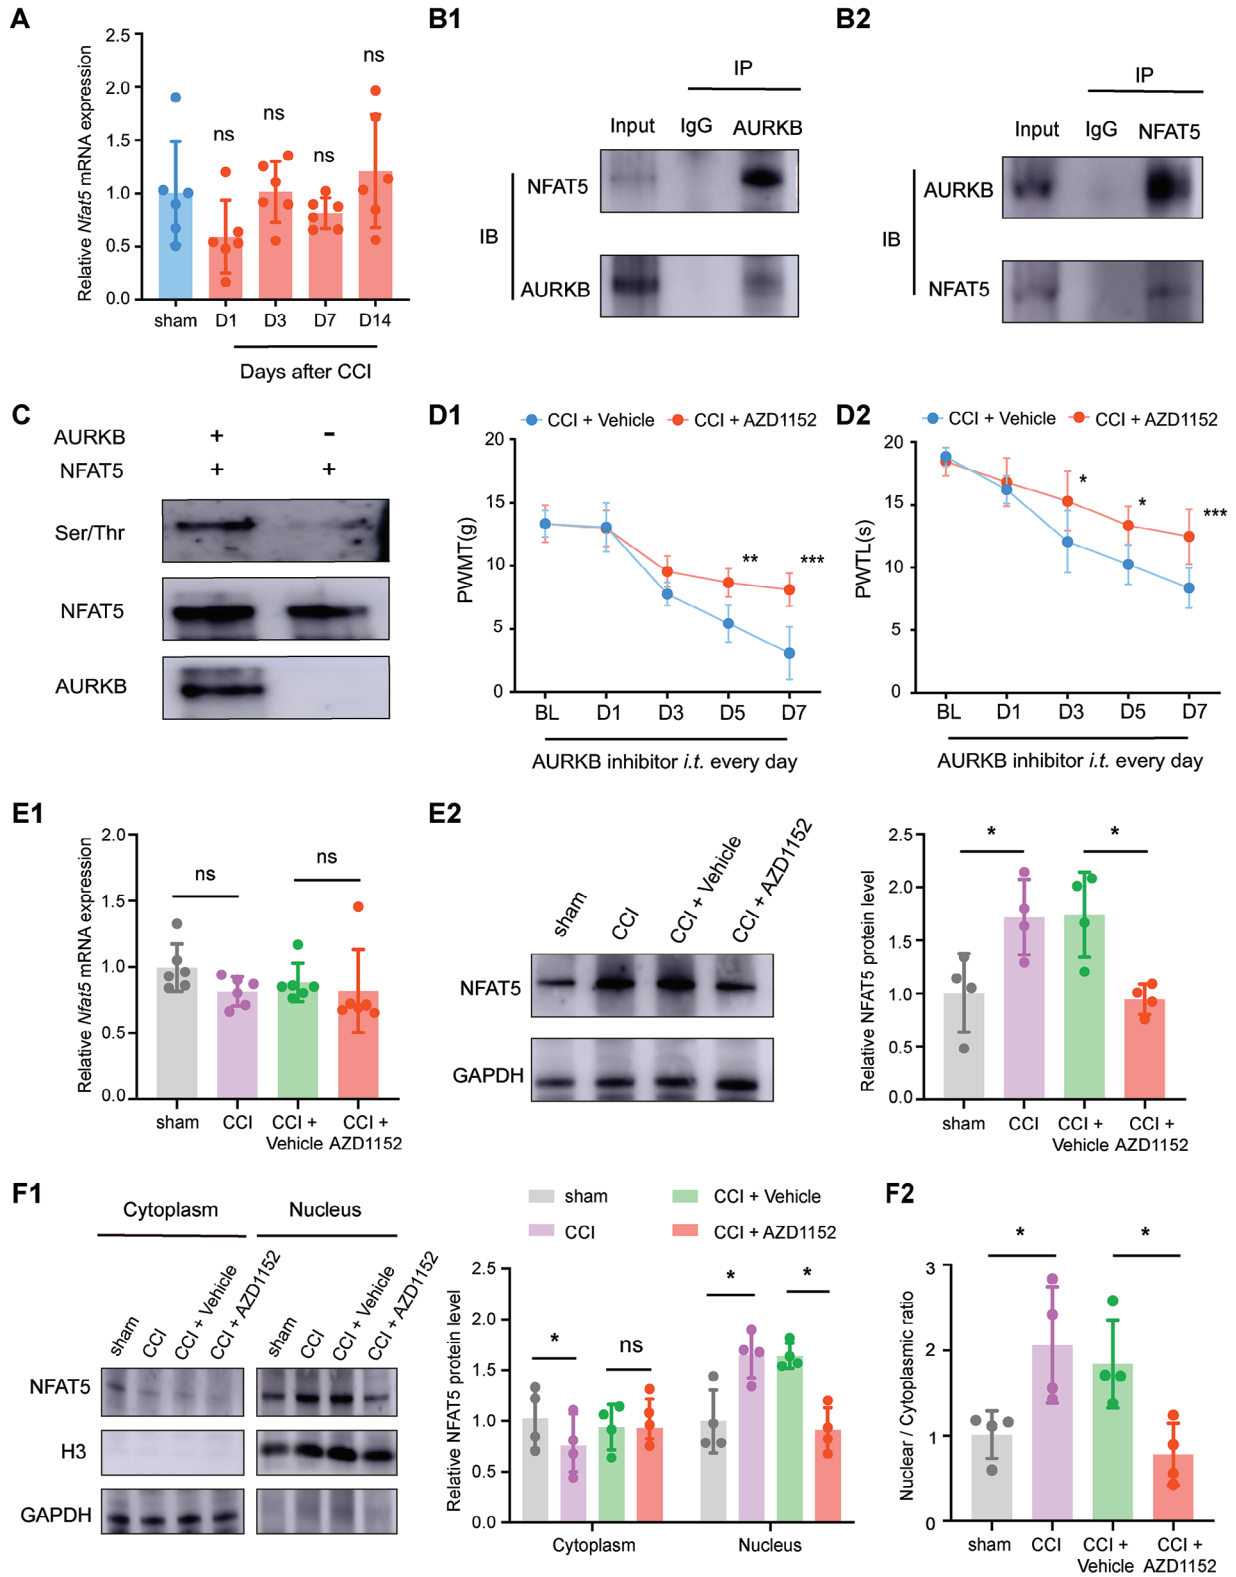 A
Relative Nfat5 mRNA expression
2.5
2.0
1.5
1.0
0.5
0.0
ns
ns
ns
ns
sham
D1
D3
D7
D14
Days after CCI
B1
IP
Input
IgG
AURKB
IB
NFAT5
AURKB
B2
IP
Input
IgG
NFAT5
IB
AURKB
NFAT5
C
AURKB + -
NFAT5 + +
Ser/Thr
NFAT5
AURKB
D1
CCI + Vehicle
CCI + AZD1152
PWMT(g)
20
15
10
5
0
**
***
BL
D1
D3
D5
D7
AURKB inhibitor i.t. every day
D2
CCI + Vehicle
CCI + AZD1152
PWTL(s)
20
15
10
5
0
*
*
***
BL
D1
D3
D5
D7
AURKB inhibitor i.t. every day
E1
Relative Nfat5 mRNA expression
2.0
1.5
1.0
0.5
0.0
ns
ns
sham
CCI
CCI +
Vehicle
CCI +
AZD1152
E2
sham
CCI
CCI + Vehicle
CCI + AZD1152
NFAT5
GAPDH
Relative NFAT5 protein level
2.5
2.0
1.5
1.0
0.5
0.0
*
*
sham
CCI
CCI +
Vehicle
CCI +
AZD1152
F1
Cytoplasm
Nucleus
sham
CCI
CCI + Vehicle
CCI + AZD1152
sham
CCI
CCI + Vehicle
CCI + AZD1152
NFAT5
H3
GAPDH
sham
CCI
CCI + Vehicle
CCI + AZD1152
Relative NFAT5 protein level
2.5
2.0
1.5
1.0
0.5
0.0
*
ns
*
*
Cytoplasm
Nucleus
F2
Nuclear / Cytoplasmic ratio
3
2
1
0
*
*
sham
CCI
CCI +
Vehicle
CCI +
AZD1152